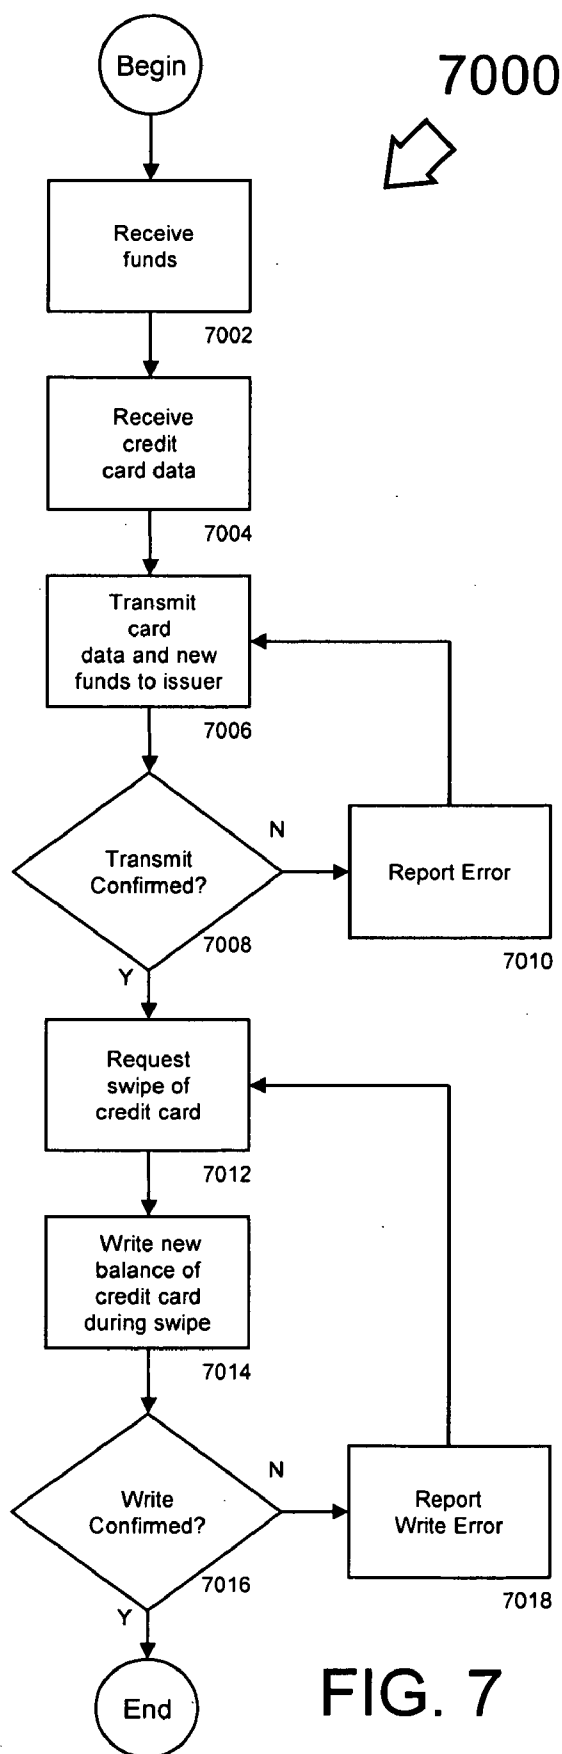 Begin
7000
Receive
funds
7002
Receive
credit
card data
7004
Transmit
card
data and new
funds to issuer
7006
Transmit
Confirmed?
N
Report Error
7008
7010
Y
Request
swipe of
credit card
7012
Write new
balance of
credit card
during swipe
7014
Write
Confirmed?
N
Report
Write Error
7016
7018
Y
End
FIG. 7